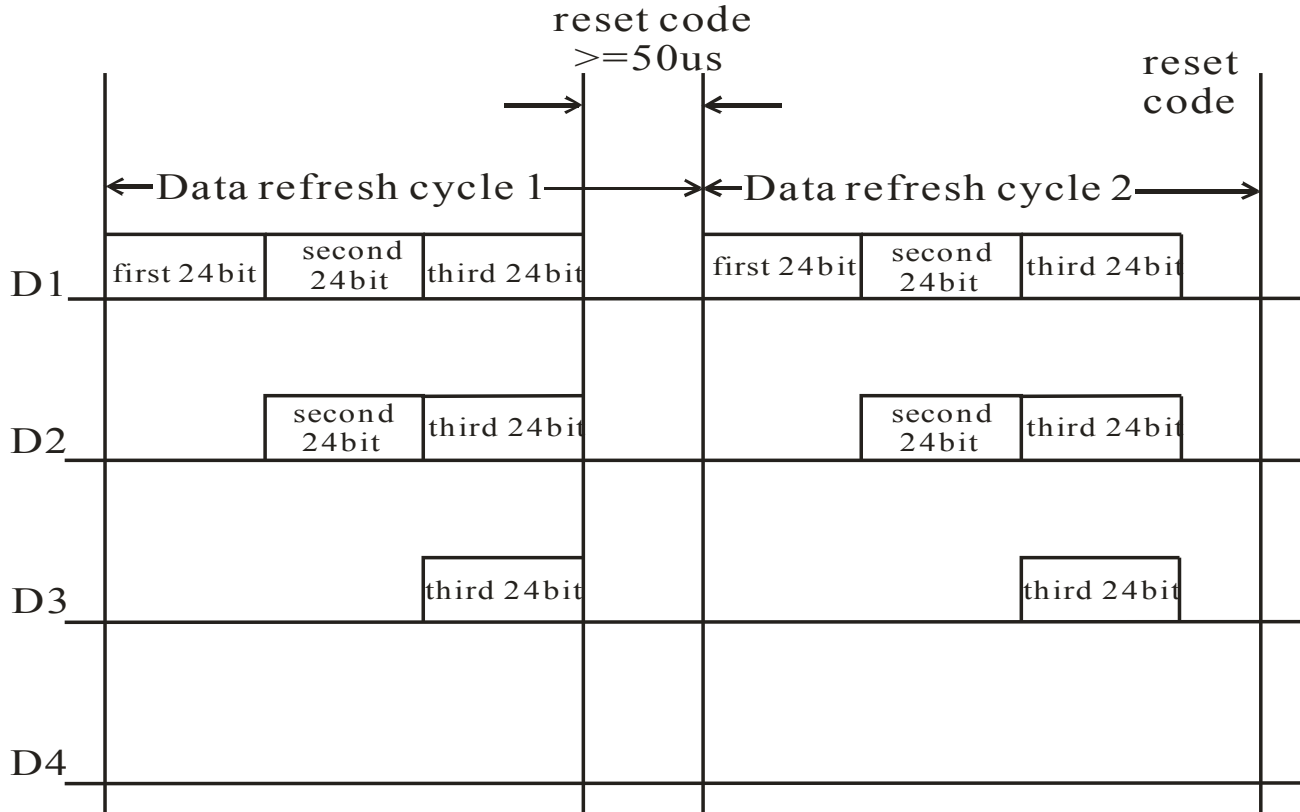 reset code
>=50us
reset
code
Data refresh cycle 1
Data refresh cycle 2
D1
first 24bit
second
24bit
third 24bit
first 24bit
second
24bit
third 24bit
D2
second
24bit
third 24bit
second
24bit
third 24bit
D3
third 24bit
third 24bit
D4